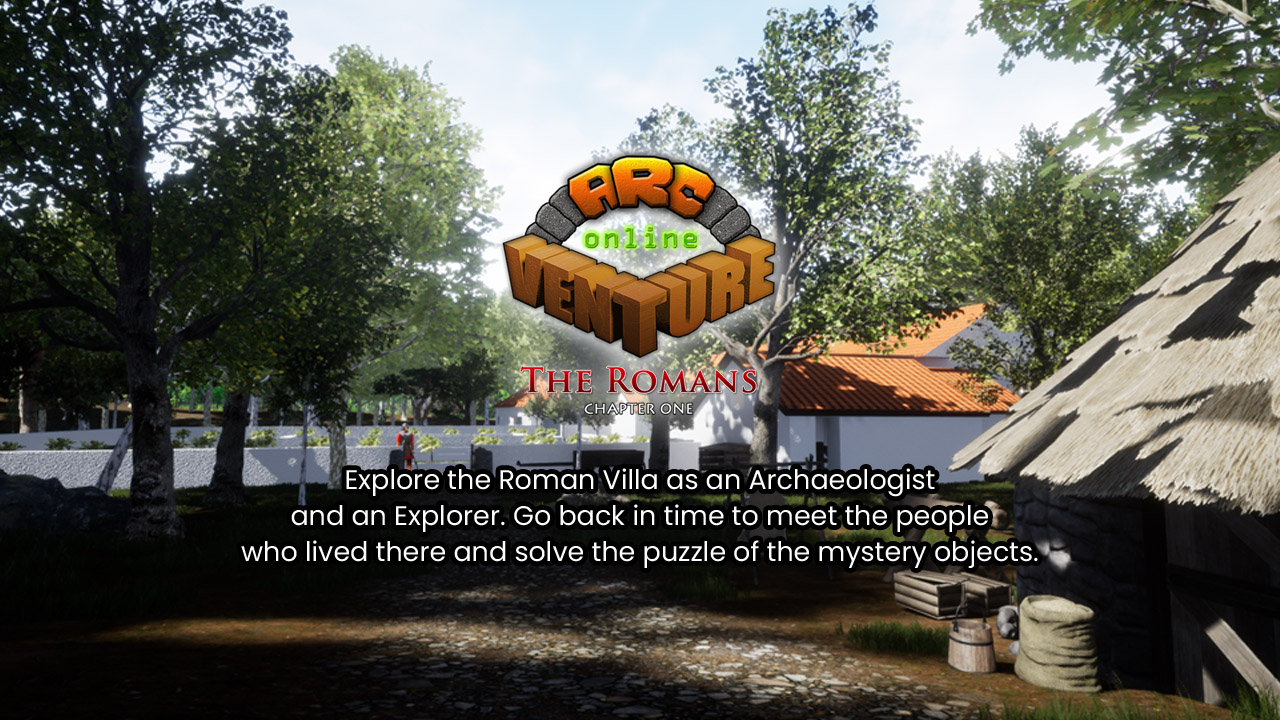 ARC
online
VENTURE
THE ROMANS
CHAPTER ONE
Explore the Roman Villa as an Archaeologist
and an Explorer. Go back in time to meet the people
who lived there and solve the puzzle of the mystery objects.